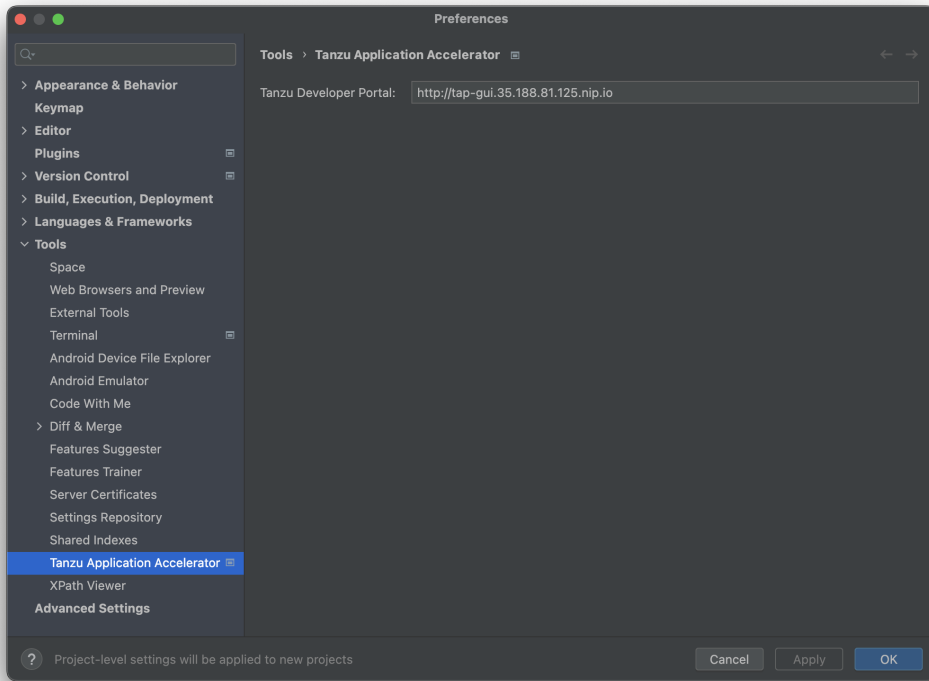 Preferences
Tools › Tanzu Application Accelerator
Tanzu Developer Portal: http://tap-gui.35.188.81.125.nip.io
Appearance & Behavior
Keymap
Editor
Plugins
Version Control
Build, Execution, Deployment
Languages & Frameworks
Tools
Space
Web Browsers and Preview
External Tools
Terminal
Android Device File Explorer
Android Emulator
Code With Me
Diff & Merge
Features Suggester
Features Trainer
Server Certificates
Settings Repository
Shared Indexes
Tanzu Application Accelerator
XPath Viewer
Advanced Settings
? Project-level settings will be applied to new projects
Cancel Apply OK